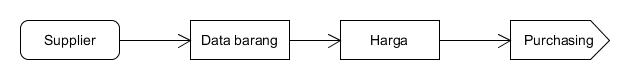 Supplier
Data barang
Harga
Purchasing